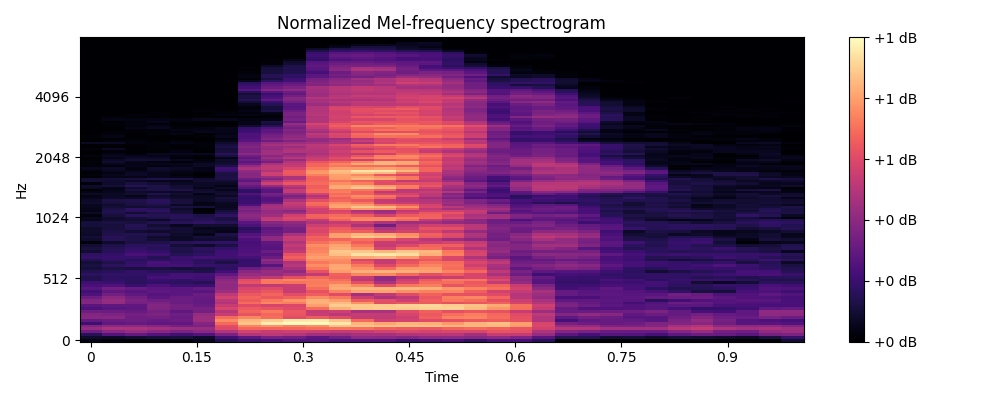 Normalized Mel-frequency spectrogram
Hz
4096
2048
1024
512
0
0 0.15 0.3 0.45 0.6 0.75 0.9
Time
+1 dB
+1 dB
+1 dB
+0 dB
+0 dB
+0 dB